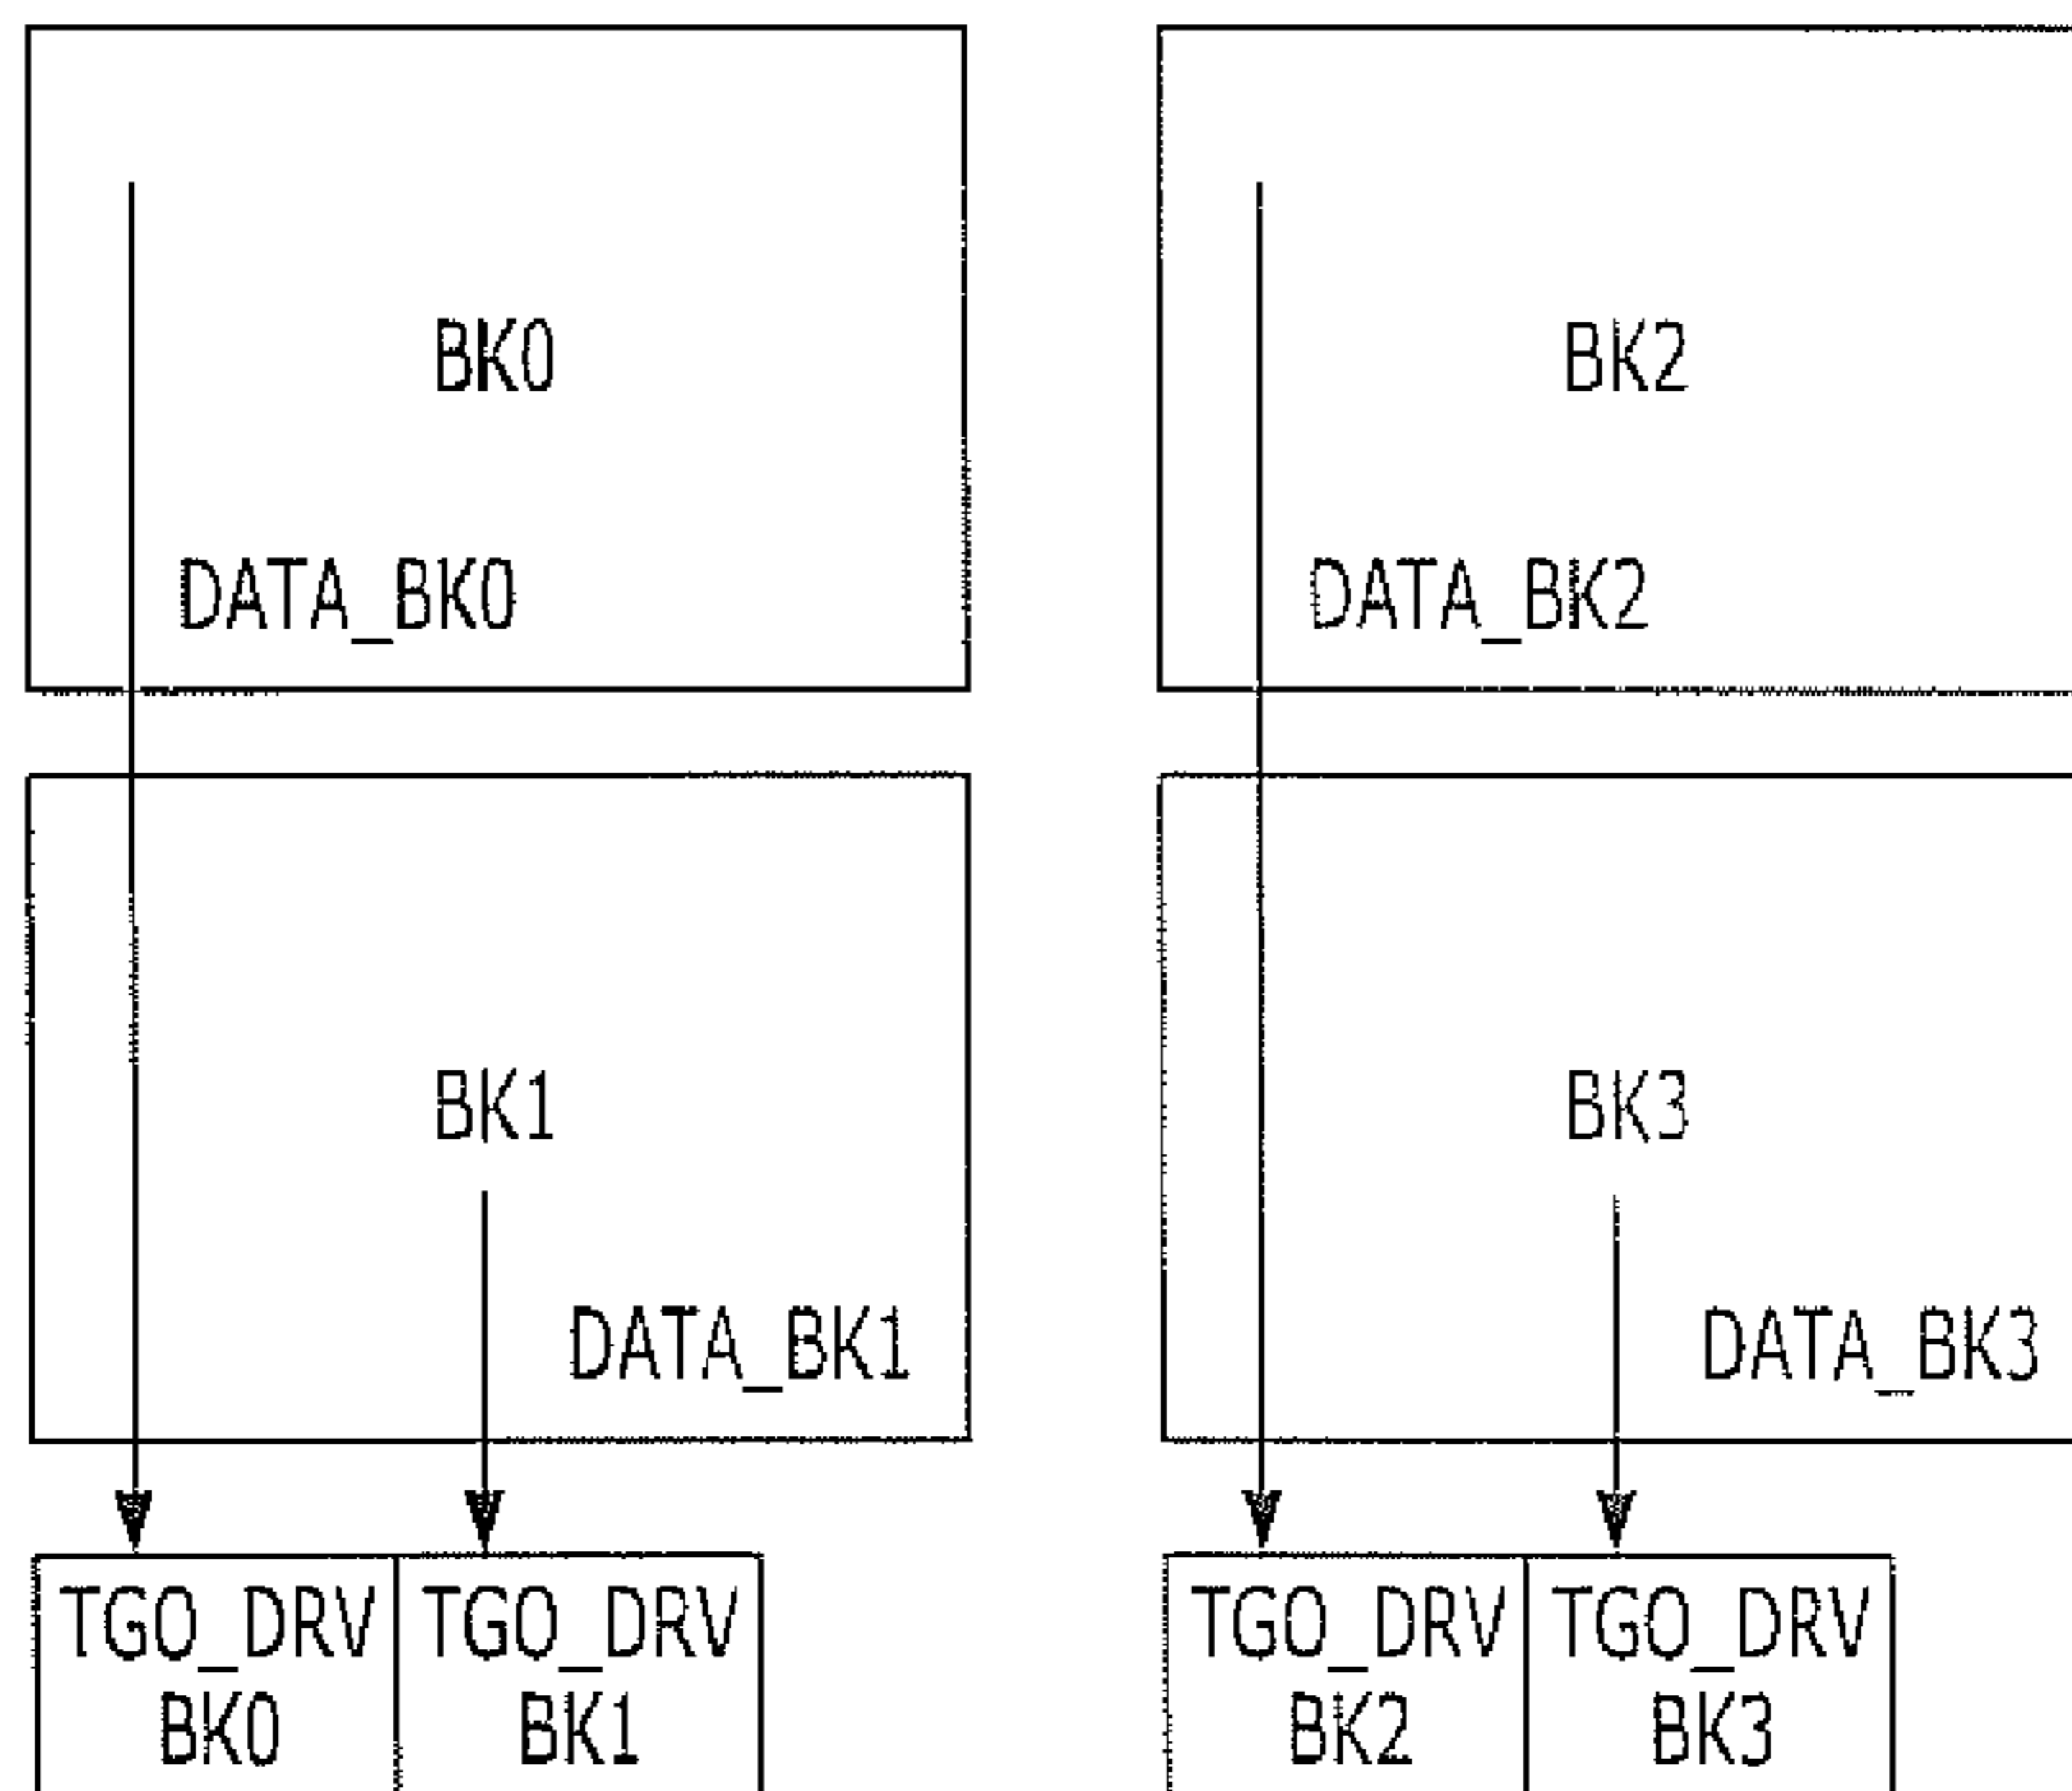 BK0
DATA_BK0
BK2
DATA_BK2
BK1
DATA_BK1
BK3
DATA_BK3
TGO_DRV
BK0
TGO_DRV
BK1
TGO_DRV
BK2
TGO_DRV
BK3